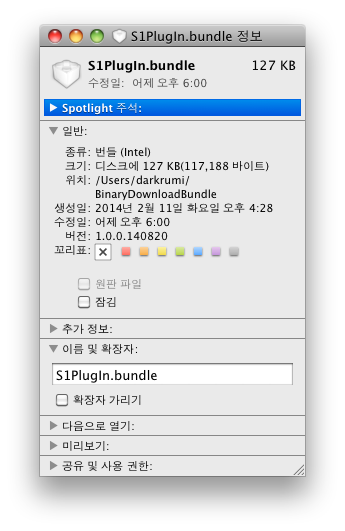 S1PlugIn.bundle 정보
S1PlugIn.bundle 127 KB
수정일: 어제 오후 6:00
Spotlight 주석:
일반:
종류: 번들 (Intel)
크기: 디스크에 127 KB(117,188 바이트)
위치: /Users/darkrumi/
BinaryDownloadBundle
생성일: 2014년 2월 11일 화요일 오후 4:28
수정일: 어제 오후 6:00
버전: 1.0.0.140820
꼬리표:
원판 파일
잠김
추가 정보:
이름 및 확장자:
S1PlugIn.bundle
확장자 가리기
다음으로 열기:
미리보기:
공유 및 사용 권한: